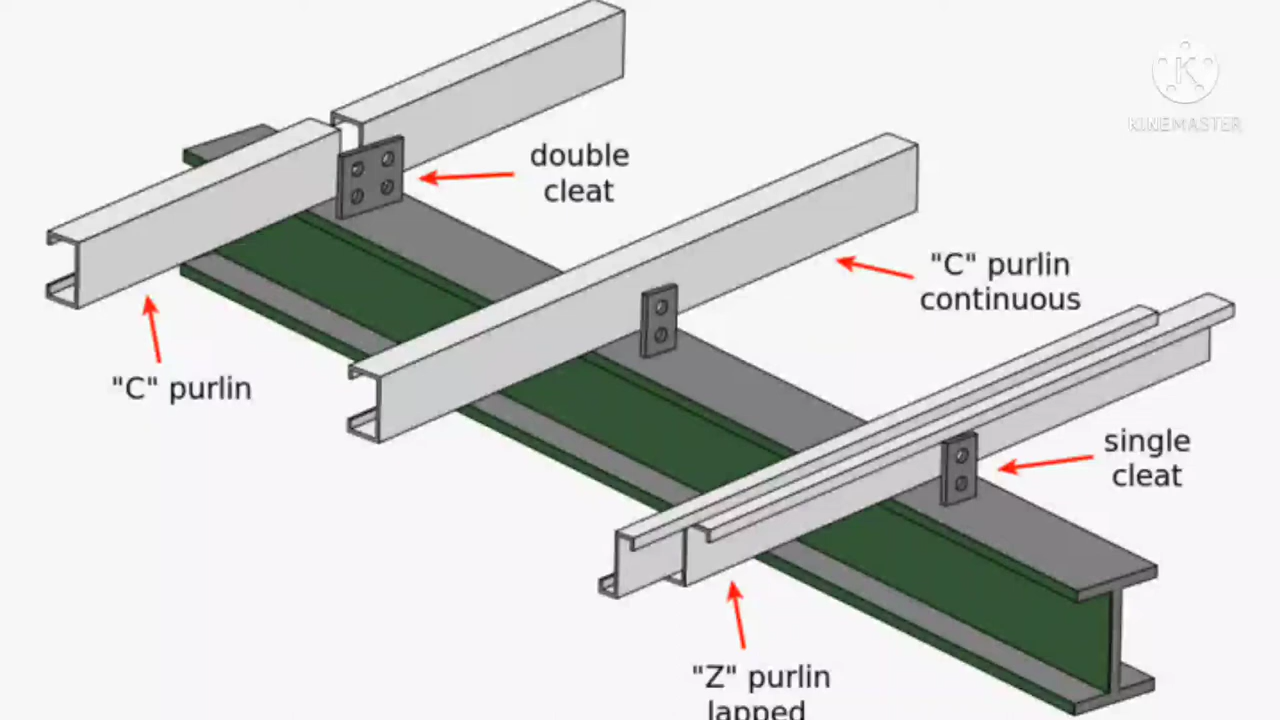 K
KINEMASTER
double
cleat
"C" purlin
continuous
"C" purlin
single
cleat
"Z" purlin
lapped